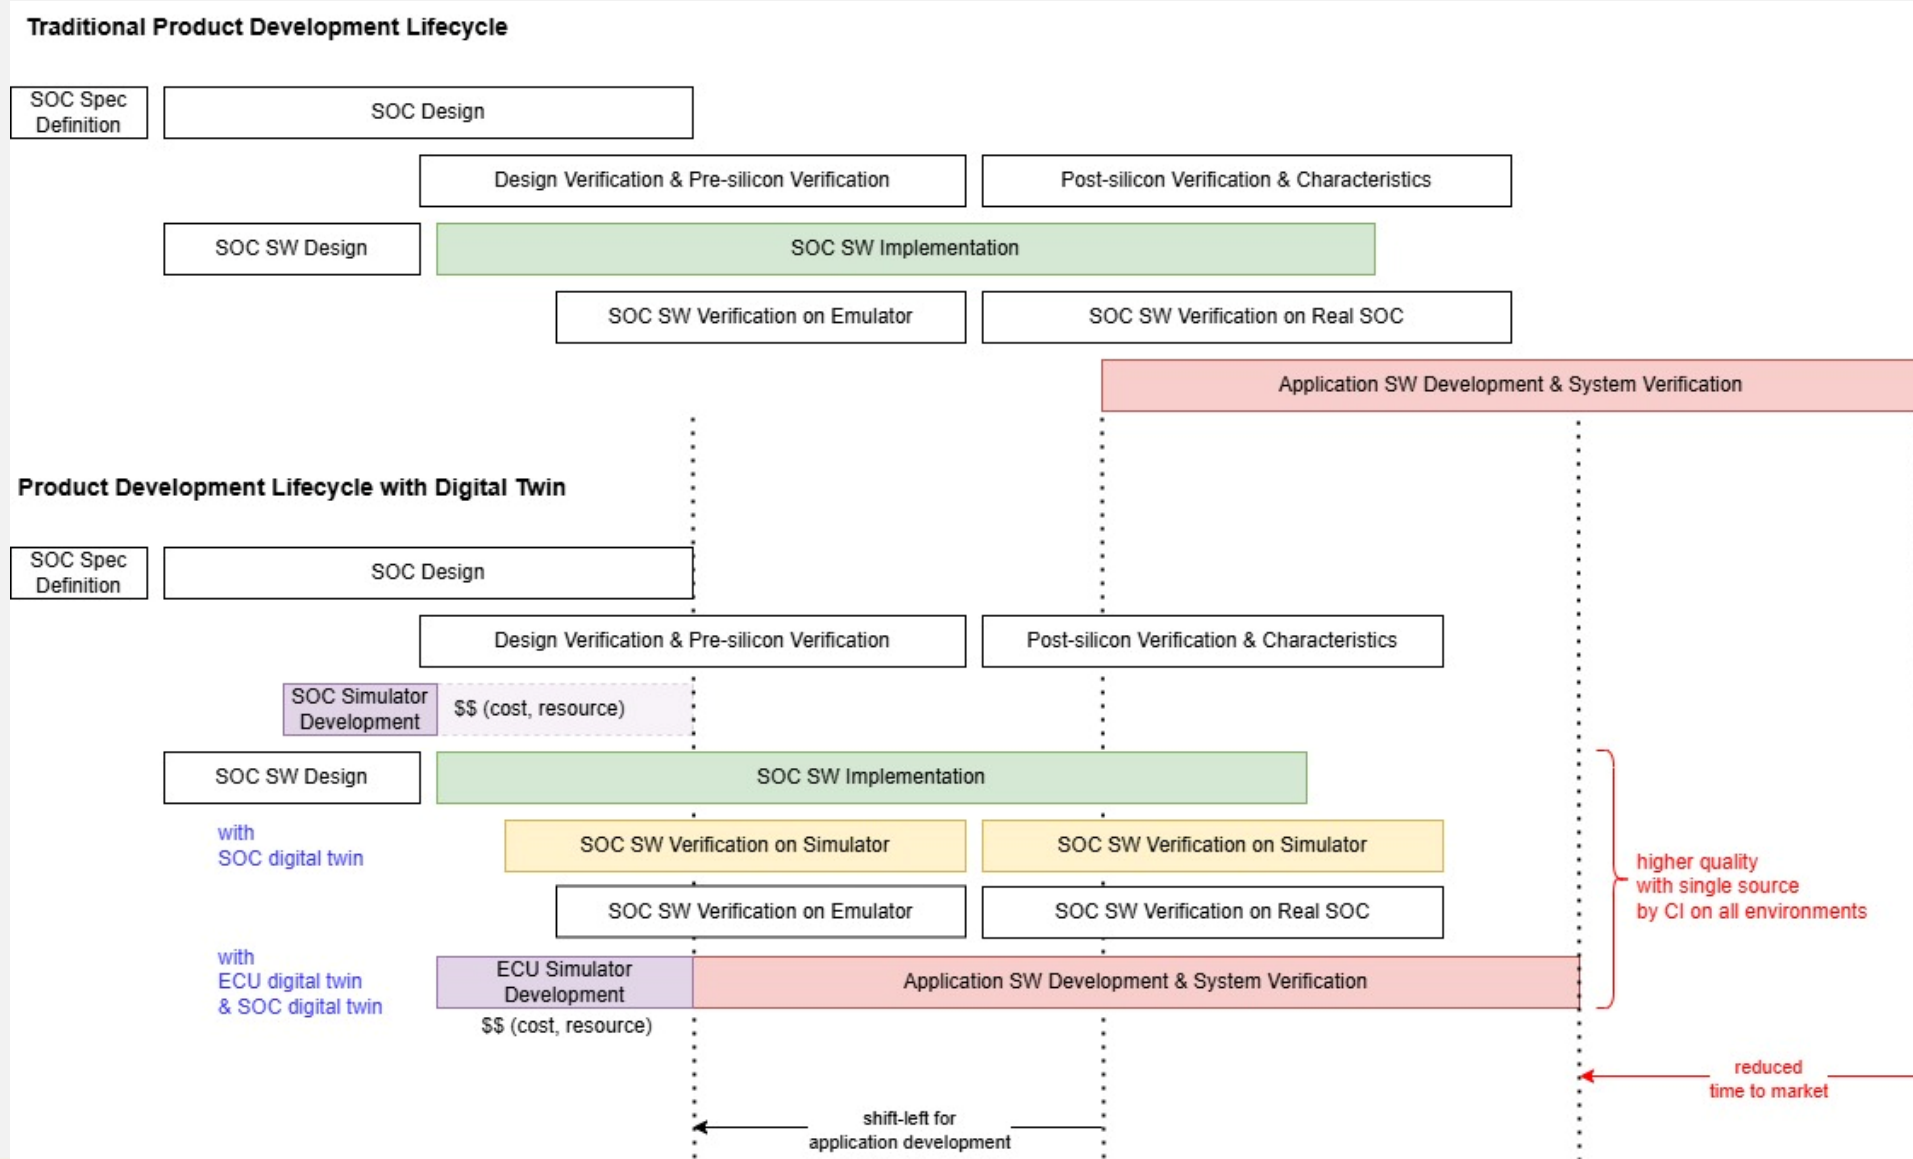 Traditional Product Development Lifecycle
SOC Spec
Definition
SOC Design
Design Verification & Pre-silicon Verification
Post-silicon Verification & Characteristics
SOC SW Design
SOC SW Implementation
SOC SW Verification on Emulator
SOC SW Verification on Real SOC
Application SW Development & System Verification
Product Development Lifecycle with Digital Twin
SOC Spec
Definition
SOC Design
Design Verification & Pre-silicon Verification
Post-silicon Verification & Characteristics
SOC Simulator
Development
$$ (cost, resource)
SOC SW Design
SOC SW Implementation
with
SOC digital twin
SOC SW Verification on Simulator
SOC SW Verification on Simulator
higher quality
with single source
by CI on all environments
SOC SW Verification on Emulator
SOC SW Verification on Real SOC
with
ECU digital twin
& SOC digital twin
ECU Simulator
Development
Application SW Development & System Verification
$$ (cost, resource)
reduced
time to market
shift-left for
application development